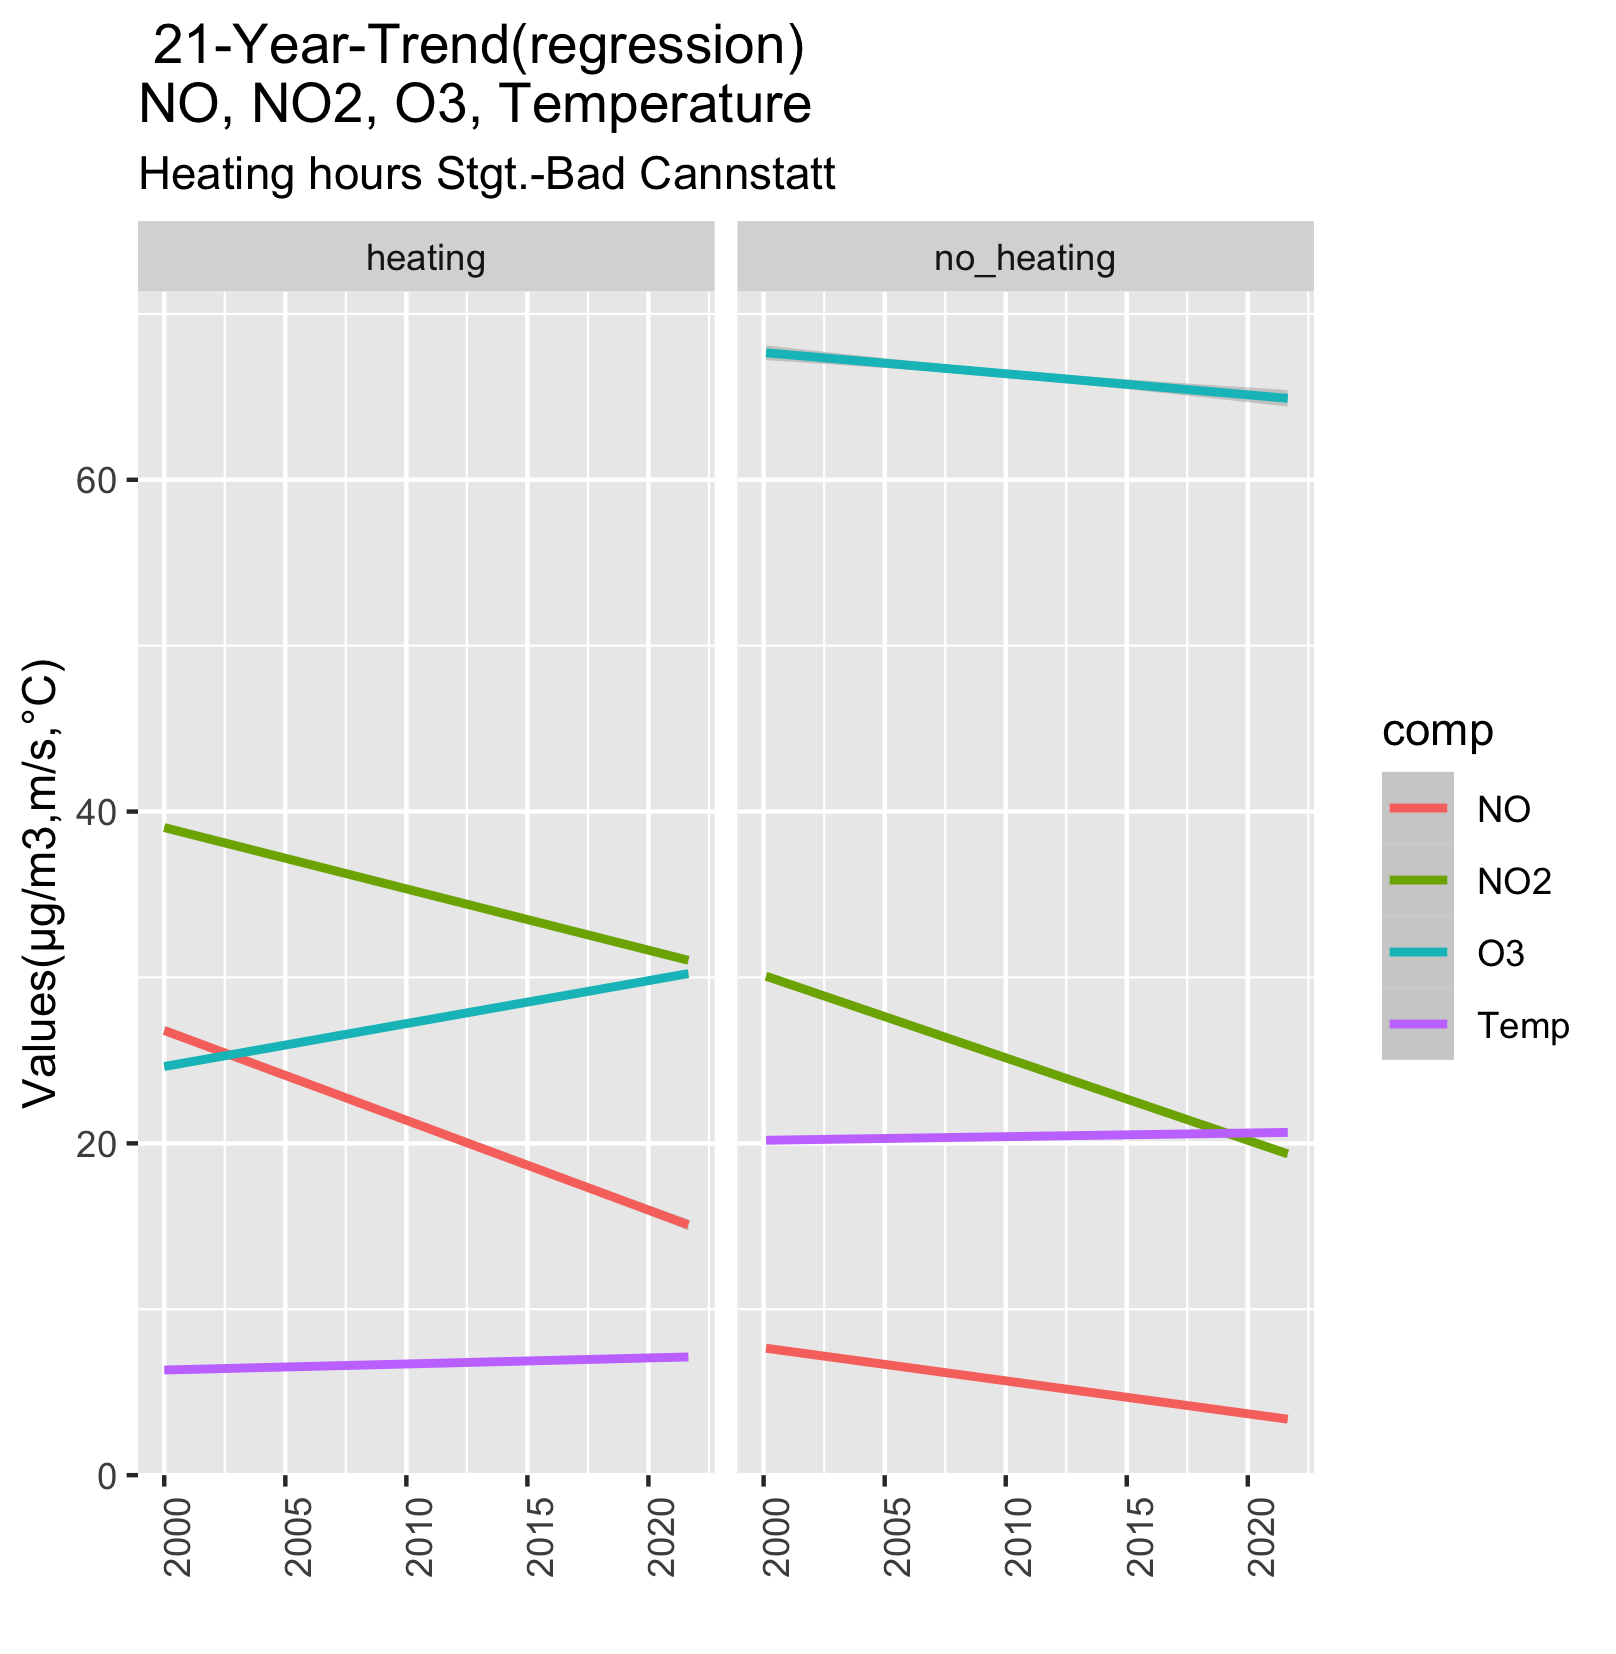 21-Year-Trend(regression)
NO, NO2, O3, Temperature
Heating hours Stgt.-Bad Cannstatt
heating
no_heating
Values(µg/m3,m/s,°C)
60
40
20
0
2000
2005
2010
2015
2020
2000
2005
2010
2015
2020
comp
NO
NO2
O3
Temp